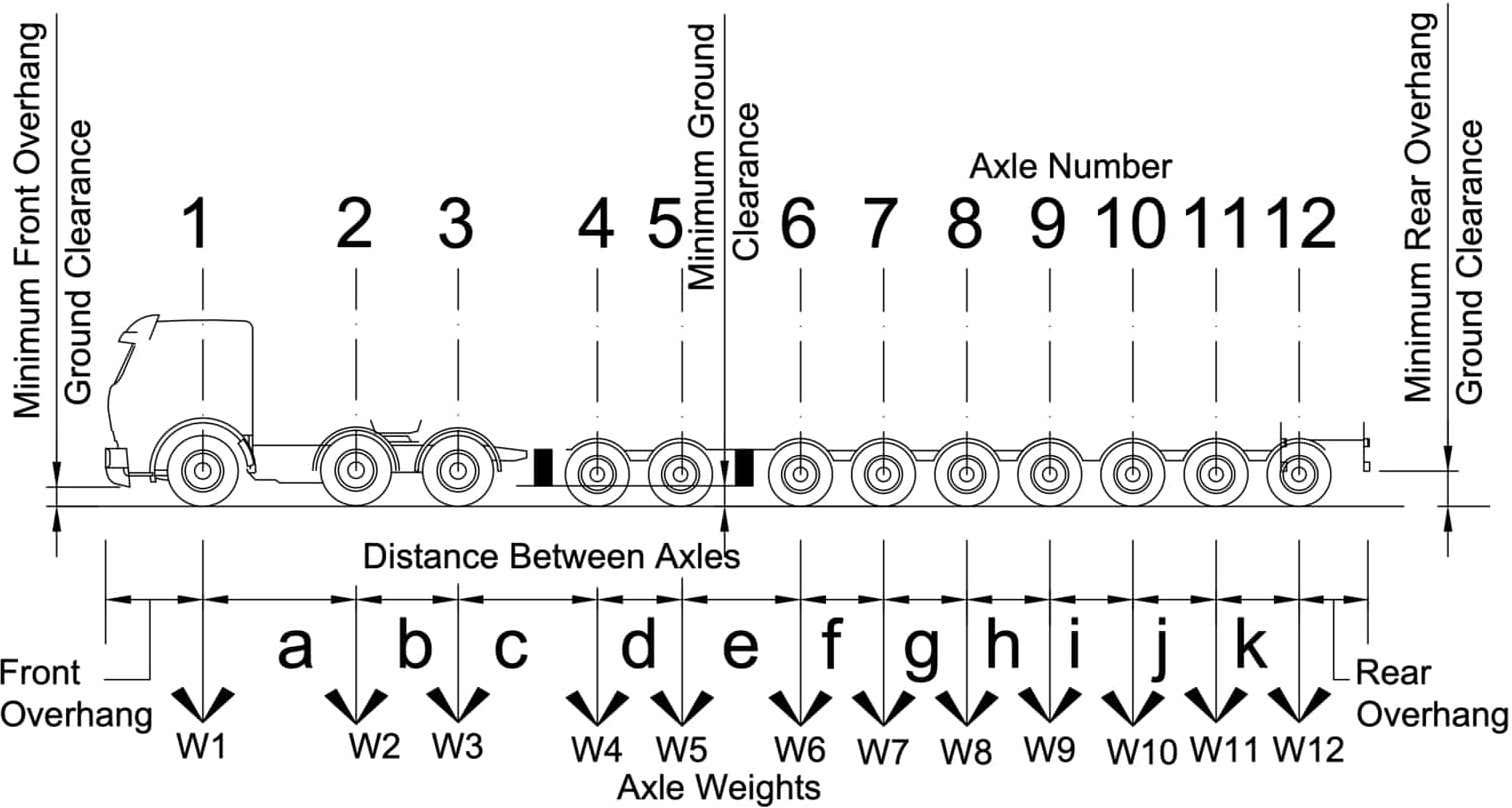 Minimum Front Overhang
Ground Clearance
Minimum Ground
Clearance
Minimum Rear Overhang
Ground Clearance
Axle Number
1 2 3 4 5 6 7 8 9 10 11 12
Distance Between Axles
a b c d e f g h i j k
Front
Overhang
Rear
Overhang
W1 W2 W3 W4 W5 W6 W7 W8 W9 W10 W11 W12
Axle Weights